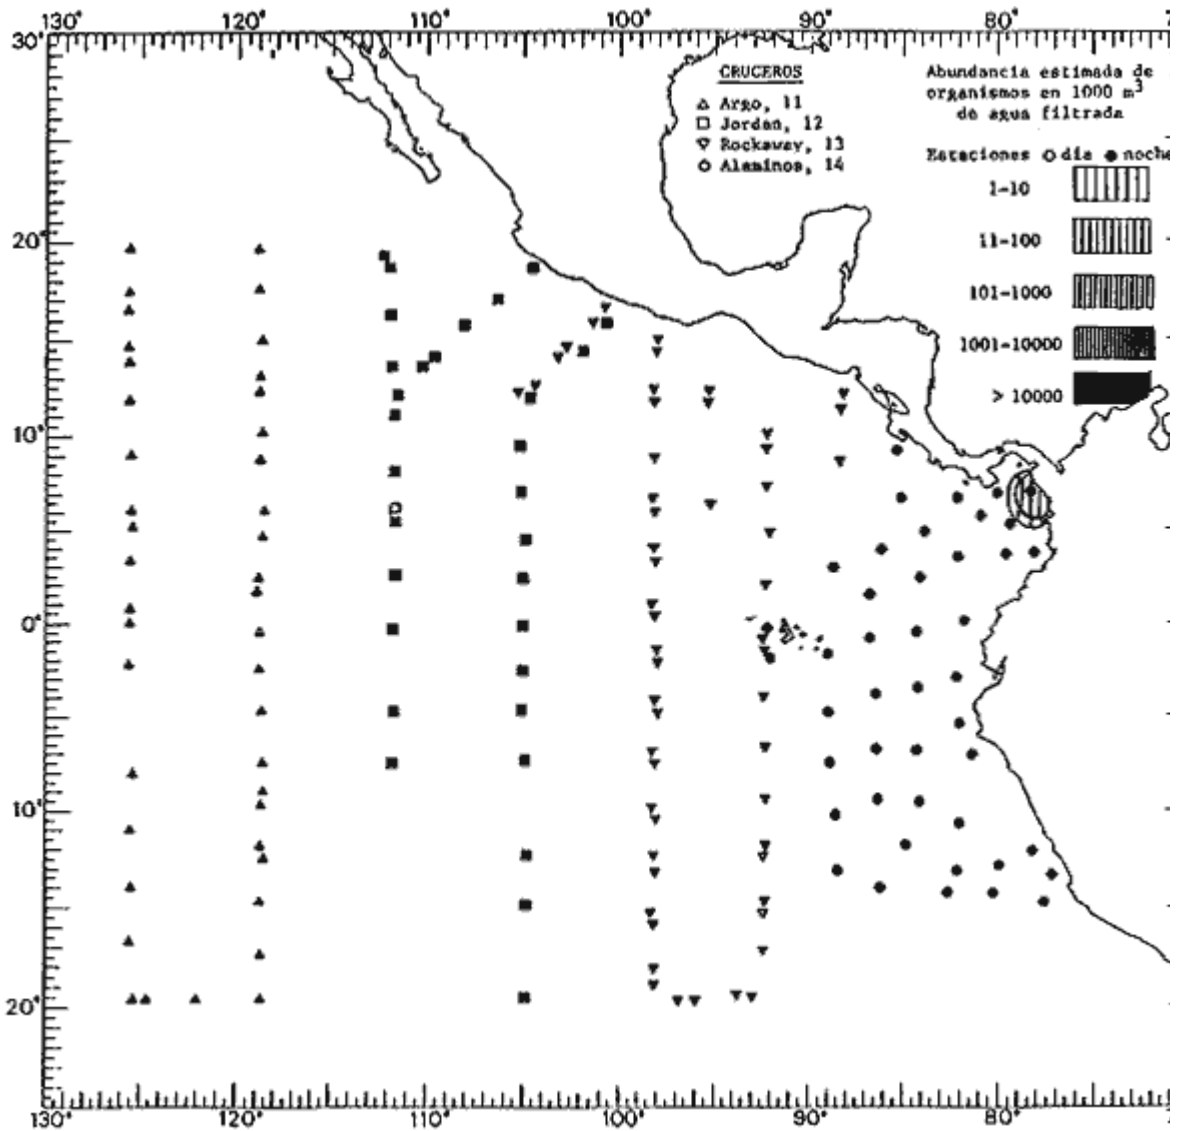 130° 120° 110° 100° 90° 80° 7
30°
CRUCEROS
△ Argo, 11
□ Jordan, 12
▽ Rockaway, 13
○ Alaminos, 14
Abundancia estimada de
organismos en 1000 m³
de agua filtrada
Estaciones ○ día ● noche
1-10
11-100
101-1000
1001-10000
> 10000
20°
10°
0°
10°
20°
130° 120° 110° 100° 90° 80°